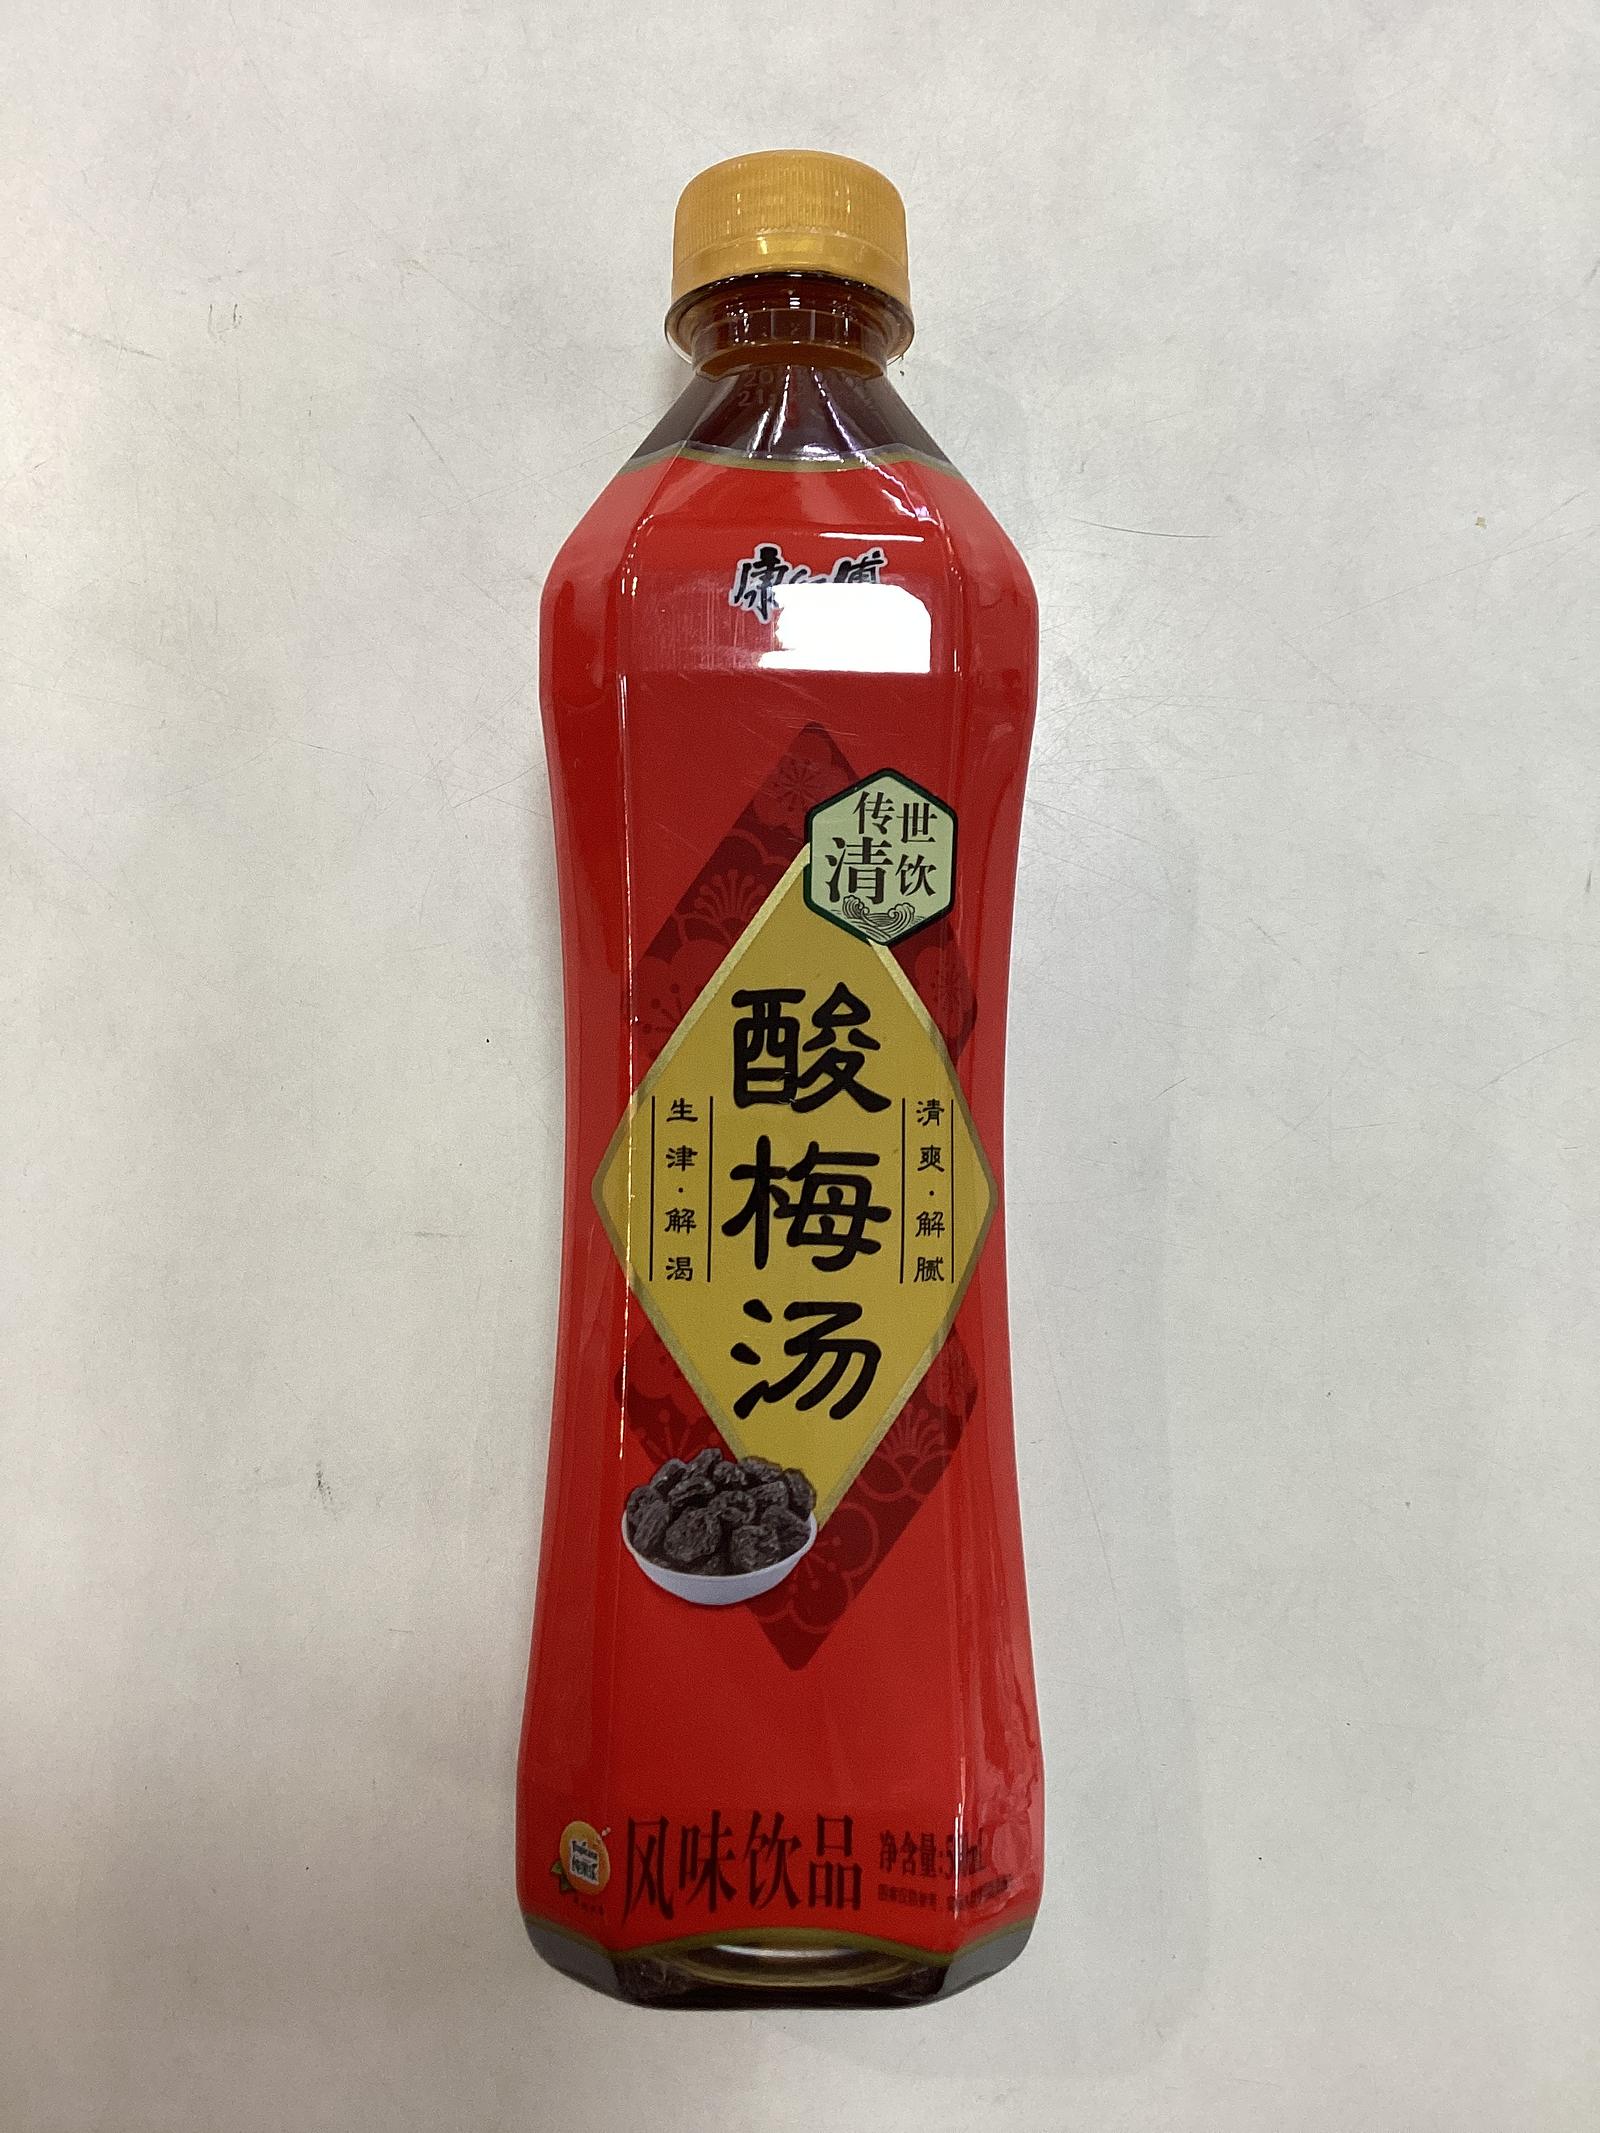 康师傅
传世
清饮
酸梅汤
清爽·解腻
生津·解渴
风味饮品
净含量: